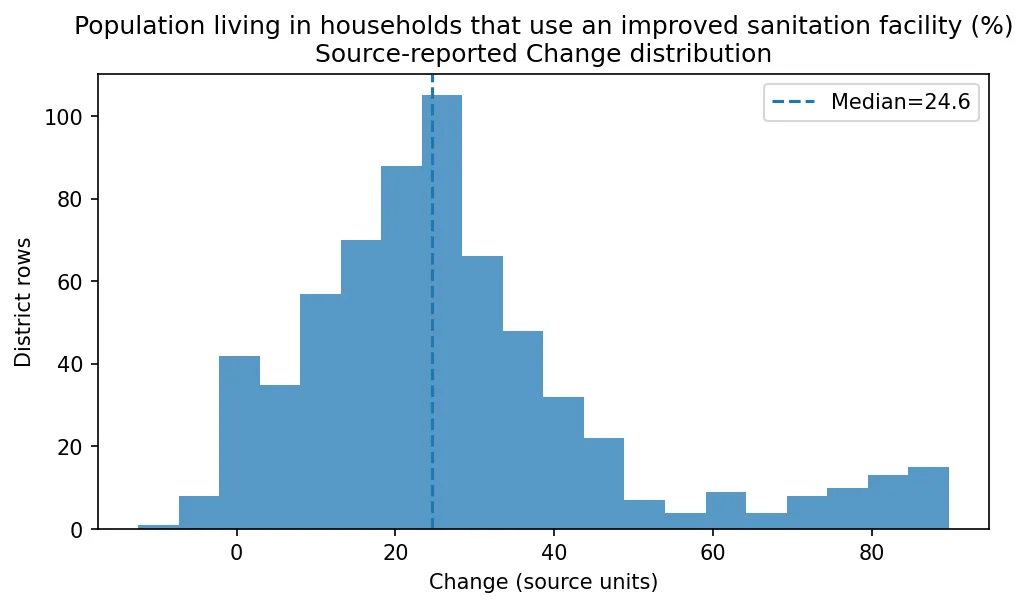 Population living in households that use an improved sanitation facility (%)
Source-reported Change distribution
Median=24.6
District rows
100
80
60
40
20
0
0 20 40 60 80
Change (source units)